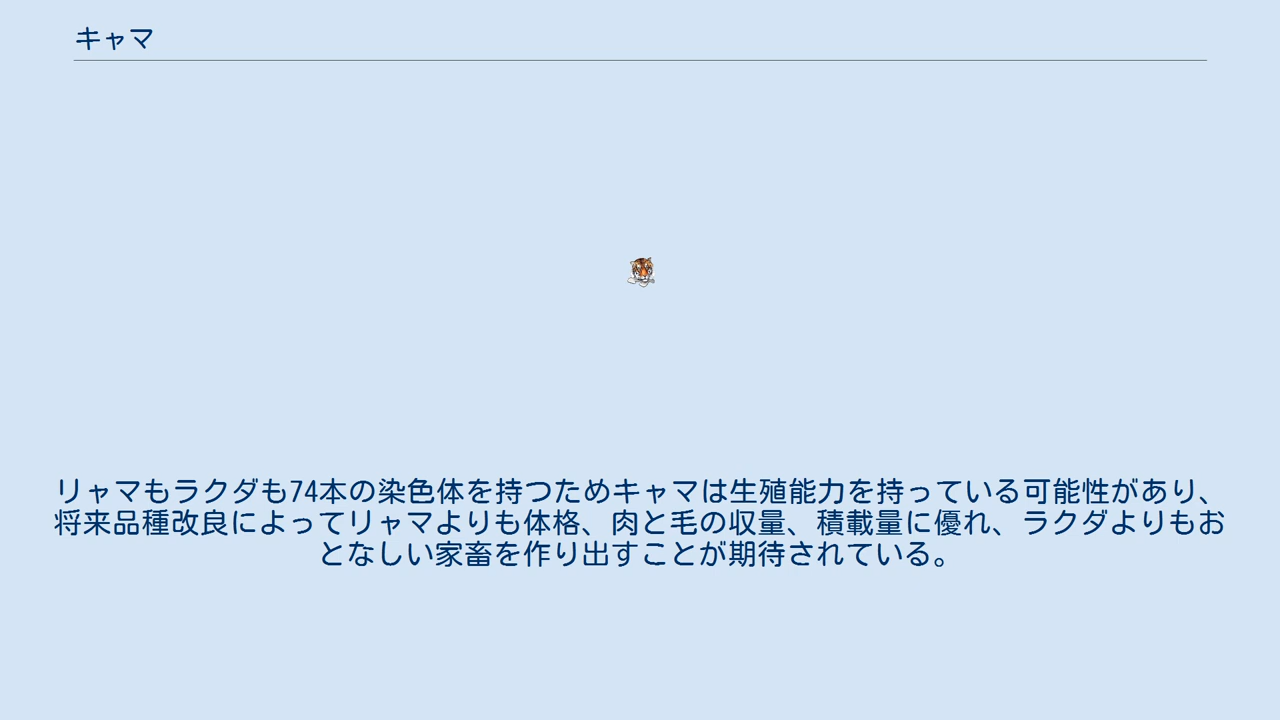 キャマ
リャマもラクダも74本の染色体を持つためキャマは生殖能力を持っている可能性があり、
将来品種改良によってリャマよりも体格、肉と毛の収量、積載量に優れ、ラクダよりもお
となしい家畜を作り出すことが期待されている。